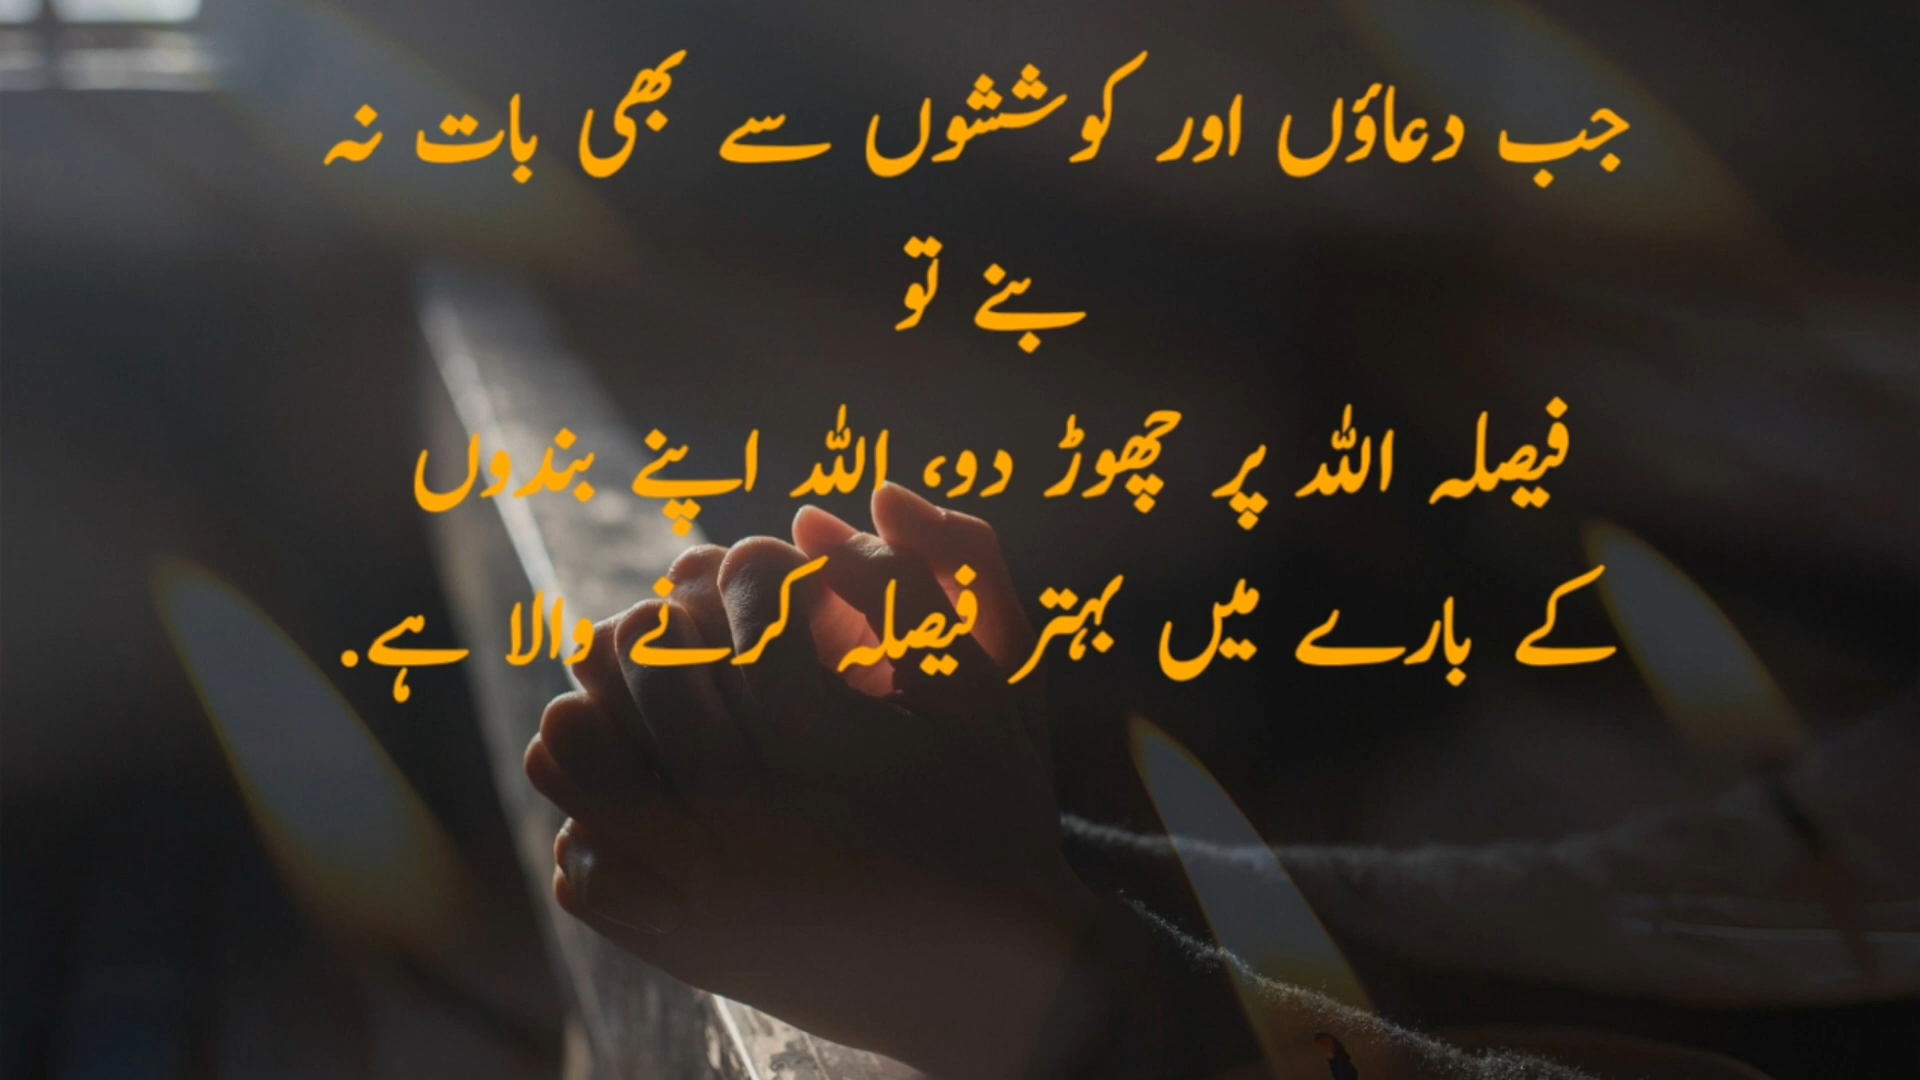 جب دعاؤں اور کوششوں سے بھی بات نہ
بنے تو
فیصلہ اللہ پر چھوڑ دو، اللہ اپنے بندوں
کے بارے میں بہتر فیصلہ کرنے والا ہے.